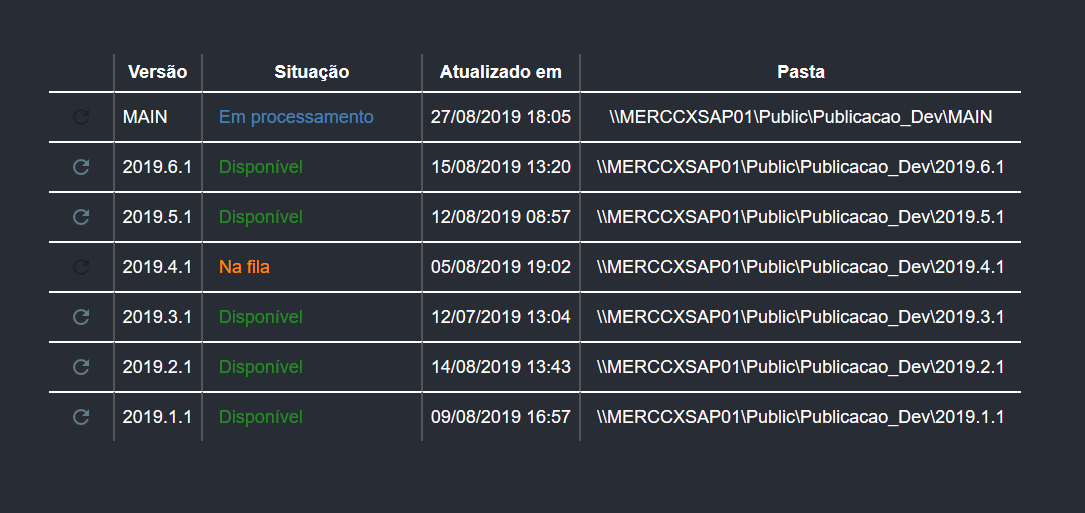 Versão Situação Atualizado em Pasta
MAIN Em processamento 27/08/2019 18:05 \\MERCCXSAP01\Public\Publicacao_Dev\MAIN
2019.6.1 Disponível 15/08/2019 13:20 \\MERCCXSAP01\Public\Publicacao_Dev\2019.6.1
2019.5.1 Disponível 12/08/2019 08:57 \\MERCCXSAP01\Public\Publicacao_Dev\2019.5.1
2019.4.1 Na fila 05/08/2019 19:02 \\MERCCXSAP01\Public\Publicacao_Dev\2019.4.1
2019.3.1 Disponível 12/07/2019 13:04 \\MERCCXSAP01\Public\Publicacao_Dev\2019.3.1
2019.2.1 Disponível 14/08/2019 13:43 \\MERCCXSAP01\Public\Publicacao_Dev\2019.2.1
2019.1.1 Disponível 09/08/2019 16:57 \\MERCCXSAP01\Public\Publicacao_Dev\2019.1.1